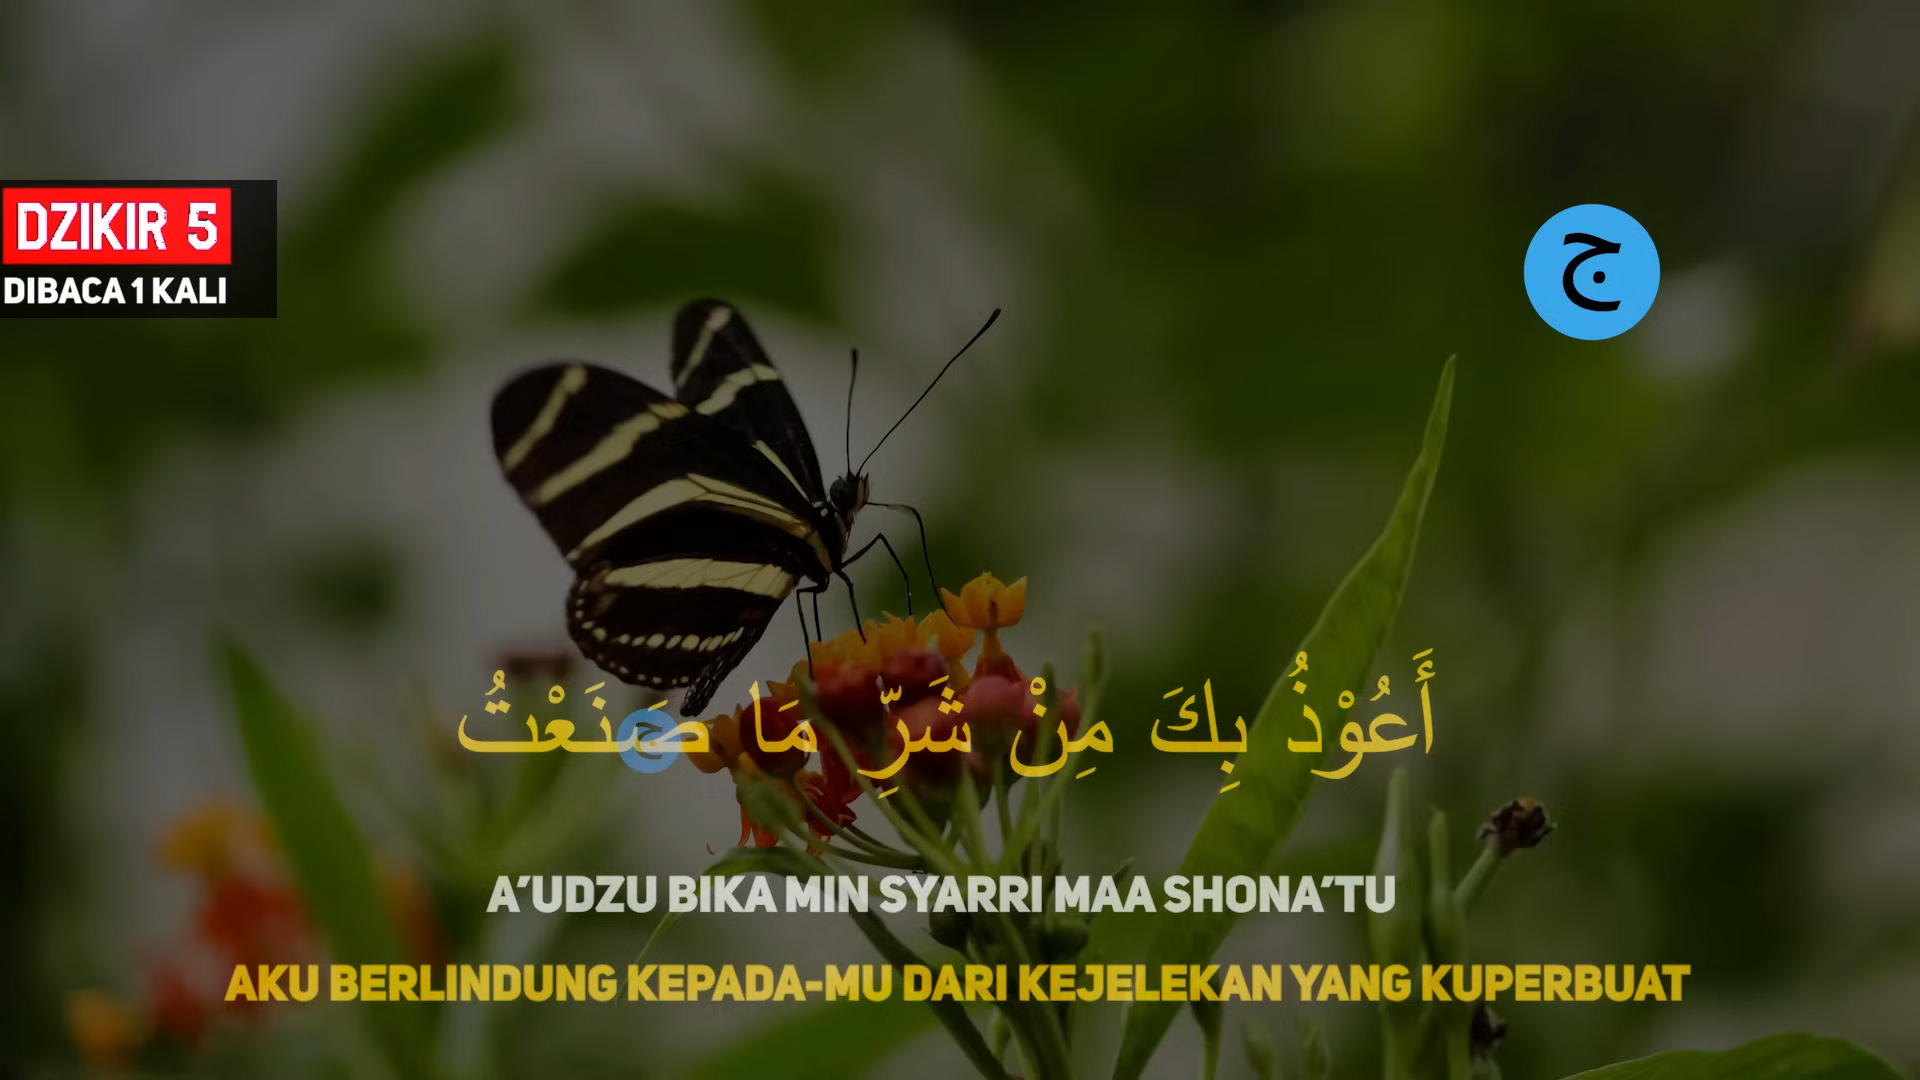 DZIKIR 5
DIBACA 1 KALI
ج
أَعُوْذُ بِكَ مِنْ شَرِّ مَا صَنَعْتُ
ج
A'UDZU BIKA MIN SYARRI MAA SHONA'TU
AKU BERLINDUNG KEPADA-MU DARI KEJELEKAN YANG KUPERBUAT